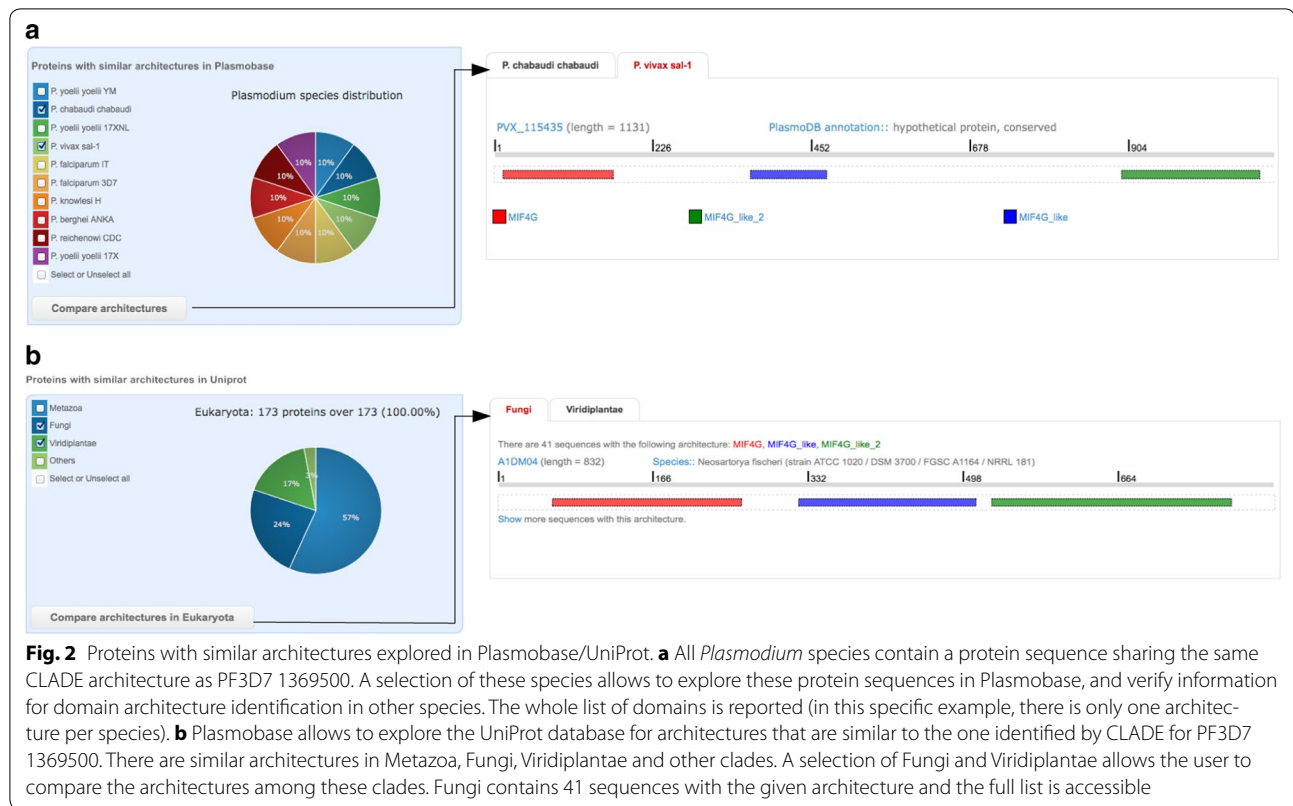 a
Proteins with similar architectures in Plasmobase
P. yoelii yoelii YM
P. chabaudi chabaudi
P. yoelii yoelii 17XNL
P. vivax sal-1
P. falciparum IT
P. falciparum 3D7
P. knowlesi H
P. berghei ANKA
P. reichenowi CDC
P. yoelii yoelii 17X
Select or Unselect all
Compare architectures
Plasmodium species distribution
10% 10%
10% 10%
10% 10%
10% 10%
10% 10%
P. chabaudi chabaudi P. vivax sal-1
PVX_115435 (length = 1131) PlasmoDB annotation:: hypothetical protein, conserved
1 226 452 678 904
MIF4G MIF4G_like_2 MIF4G_like
b
Proteins with similar architectures in Uniprot
Metazoa
Fungi
Viridiplantae
Others
Select or Unselect all
Eukaryota: 173 proteins over 173 (100.00%)
17%
24% 57%
Compare architectures in Eukaryota
Fungi Viridiplantae
There are 41 sequences with the following architecture: MIF4G, MIF4G_like, MIF4G_like_2
A1DM04 (length = 832) Species:: Neosartorya fischeri (strain ATCC 1020 / DSM 3700 / FGSC A1164 / NRRL 181)
1 166 332 498 664
Show more sequences with this architecture.
Fig. 2 Proteins with similar architectures explored in Plasmobase/UniProt. a All Plasmodium species contain a protein sequence sharing the same
CLADE architecture as PF3D7 1369500. A selection of these species allows to explore these protein sequences in Plasmobase, and verify information
for domain architecture identification in other species. The whole list of domains is reported (in this specific example, there is only one architec-
ture per species). b Plasmobase allows to explore the UniProt database for architectures that are similar to the one identified by CLADE for PF3D7
1369500. There are similar architectures in Metazoa, Fungi, Viridiplantae and other clades. A selection of Fungi and Viridiplantae allows the user to
compare the architectures among these clades. Fungi contains 41 sequences with the given architecture and the full list is accessible